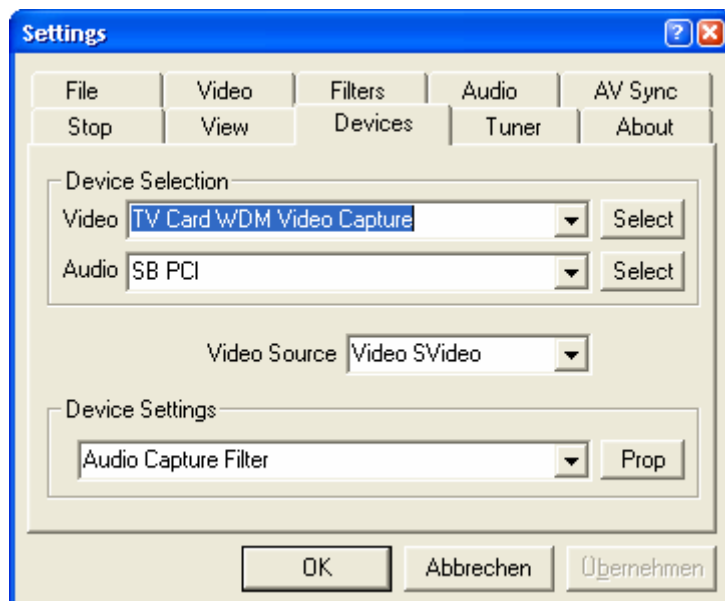 Settings
File Video Filters Audio AV Sync
Stop View Devices Tuner About
Device Selection
Video TV Card WDM Video Capture Select
Audio SB PCI Select
Video Source Video SVideo
Device Settings
Audio Capture Filter Prop
OK Abbrechen Übernehmen